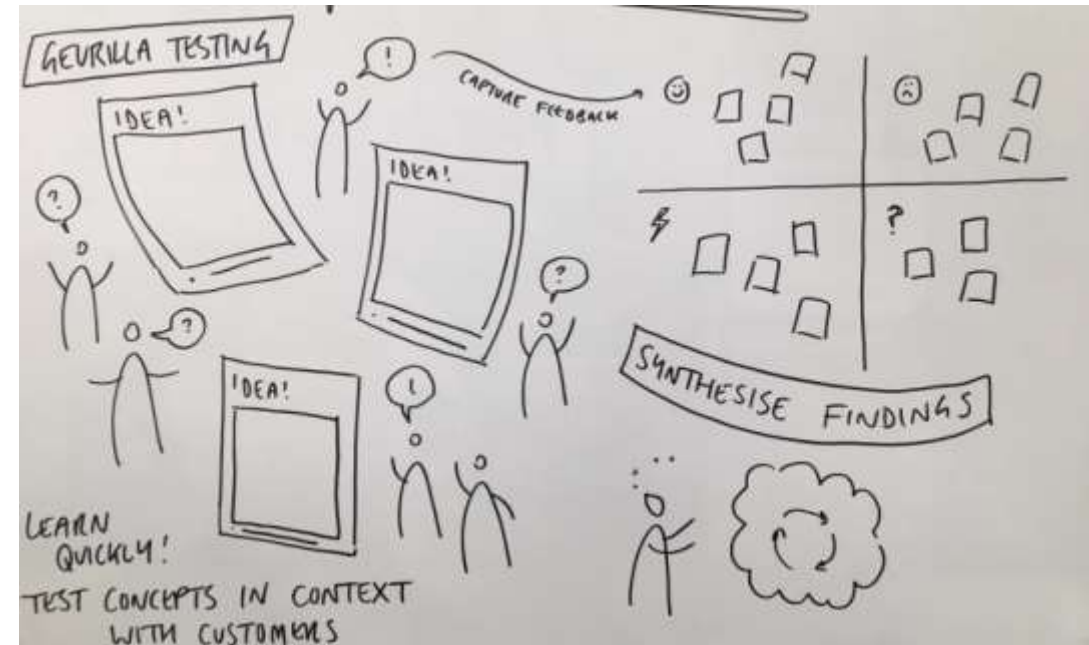 GEURILLA TESTING
IDEA!
!
CAPTURE FEEDBACK
IDEA!
?
?
?
IDEA!
!
LEARN
QUICKLY!
TEST CONCEPTS IN CONTEXT
WITH CUSTOMERS
?
SYNTHESISE FINDINGS